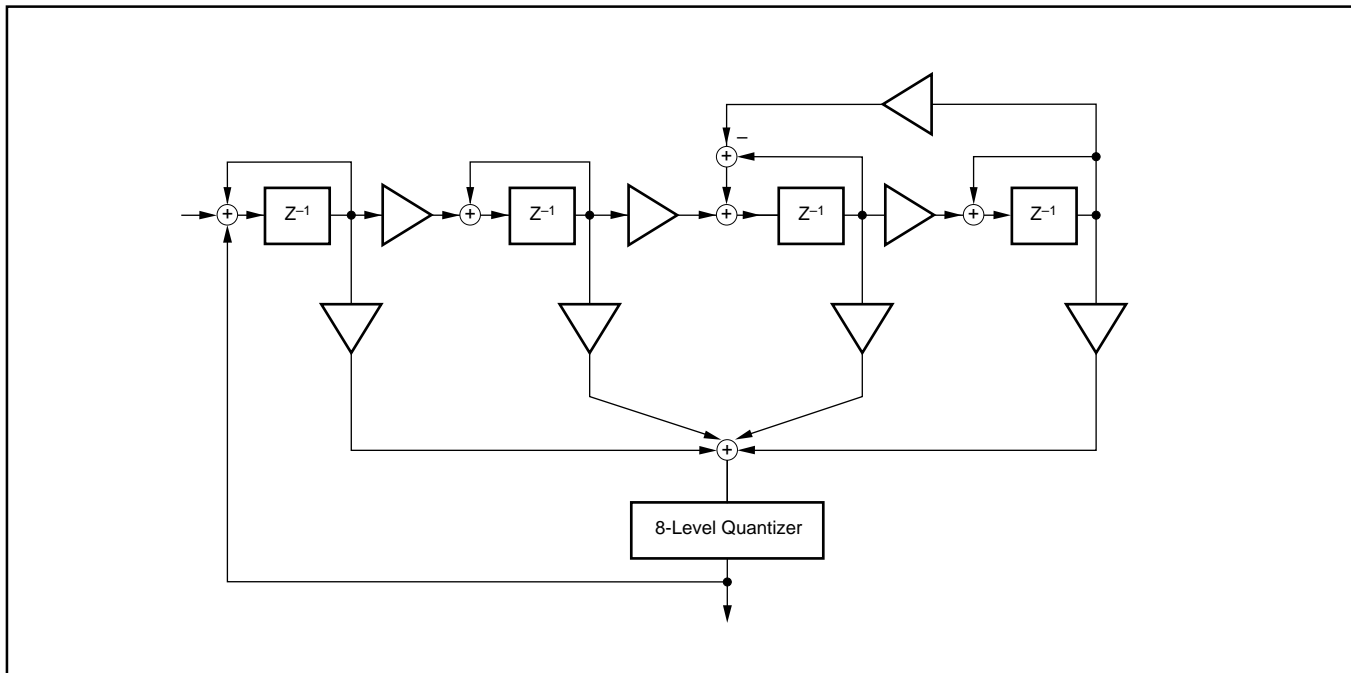 –
+
+
Z⁻¹
+
Z⁻¹
+
Z⁻¹
+
Z⁻¹
+
8-Level Quantizer